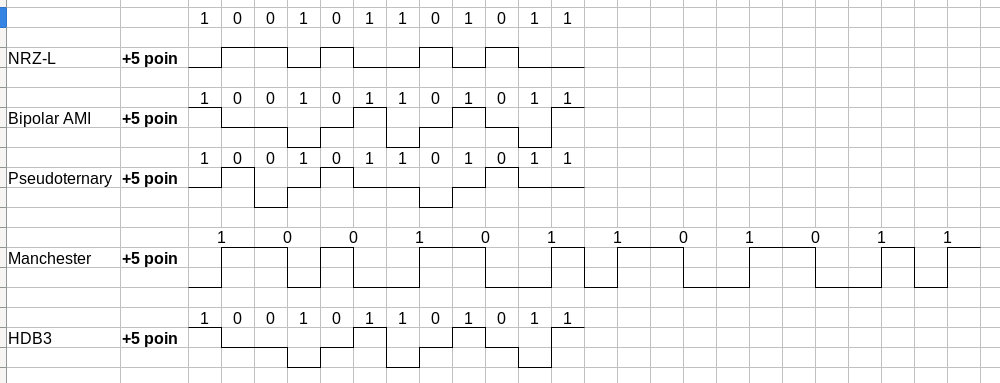 1 0 0 1 0 1 1 0 1 0 1 1
NRZ-L +5 poin
1 0 0 1 0 1 1 0 1 0 1 1
Bipolar AMI +5 poin
1 0 0 1 0 1 1 0 1 0 1 1
Pseudoternary +5 poin
1 0 0 1 0 1 1 0 1 0 1 1
Manchester +5 poin
1 0 0 1 0 1 1 0 1 0 1 1
HDB3 +5 poin